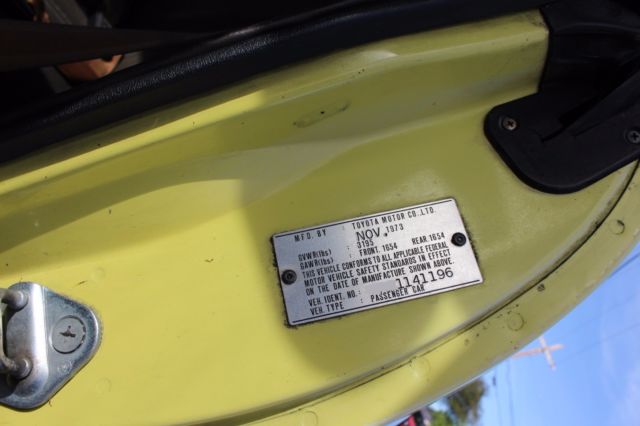 MFD. BY : TOYOTA MOTOR CO.,LTD.
NOV. 1973
GVWR(lbs) : 3195
GAWR(lbs) : FRONT. 1654 REAR. 1654
THIS VEHICLE CONFORMS TO ALL APPLICABLE FEDERAL
MOTOR VEHICLE SAFETY STANDARDS IN EFFECT
ON THE DATE OF MANUFACTURE SHOWN ABOVE.
VEH. IDENT. NO. : 1141196
VEH. TYPE : PASSENGER CAR